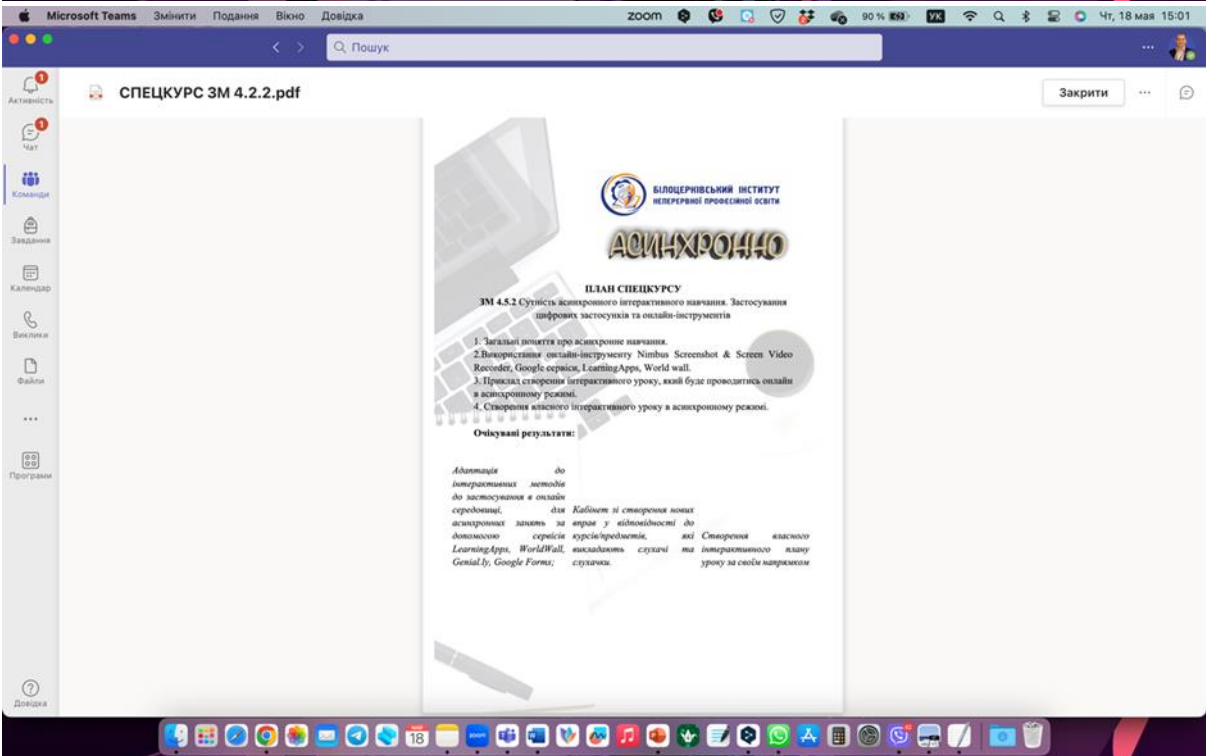 Microsoft Teams Змінити Подання Вікно Довідка zoom 90 % УК Чт, 18 мая 15:01
Пошук
Активність
Чат
Команди
Завдання
Календар
Виклики
Файли
Програми
Довідка
СПЕЦКУРС ЗМ 4.2.2.pdf
Закрити
БІЛОЦЕРКІВСЬКИЙ ІНСТИТУТ
НЕПЕРЕРВНОЇ ПРОФЕСІЙНОЇ ОСВІТИ
АСИНХРОННО
ПЛАН СПЕЦКУРСУ
ЗМ 4.5.2 Сутність асинхронного інтерактивного навчання. Застосування
цифрових застосунків та онлайн-інструментів
1. Загальні поняття про асинхронне навчання.
2.Використання онлайн-інструменту Nimbus Screenshot & Screen Video
Recorder, Google сервіси, LearningApps, World wall.
3. Приклад створення інтерактивного уроку, який буде проводитись онлайн
в асинхронному режимі.
4. Створення власного інтерактивного уроку в асинхронному режимі.
Очікувані результати:
Адаптація до
інтерактивних методів
до застосування в онлайн
середовищі, для
асинхронних занять за
допомогою сервісів
LearningApps, WorldWall,
Genial.ly, Google Forms;
Кабінет зі створення нових
вправ у відповідності до
курсів/предметів, які
викладають слухачі та
слухачки.
Створення власного
інтерактивного плану
уроку за своїм напрямком
18
zoom